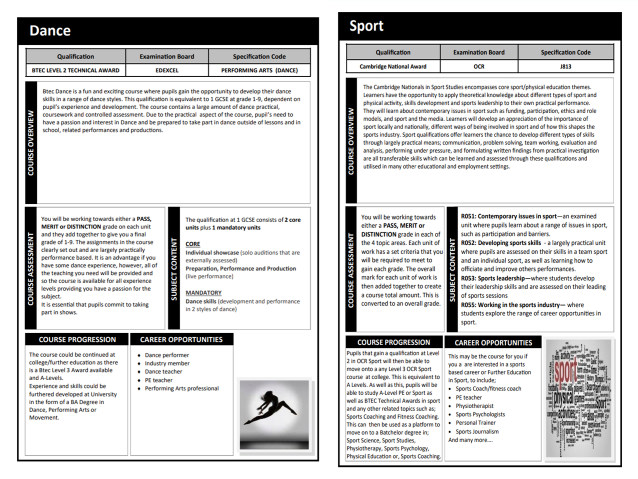 Dance
Qualification
Examination Board
Specification Code
BTEC LEVEL 2 TECHNICAL AWARD
EDEXCEL
PERFORMING ARTS (DANCE)
COURSE OVERVIEW
Btec Dance is a fun and exciting course where pupils gain the opportunity to develop their dance
skills in a range of dance styles. This qualification is equivalent to 1 GCSE at grade 1-9, dependent on
pupil's experience and development. The course contains a large amount of dance practical,
coursework and controlled assessment. Due to the practical aspect of the course, pupil's need to
have a passion and interest in Dance and be prepared to take part in dance outside of lessons and in
school, related performances and productions.
COURSE ASSESSMENT
You will be working towards either a PASS,
MERIT or DISTINCTION grade on each unit
and they add together to give you a final
grade of 1-9. The assignments in the course
clearly set out and are largely practically
performance based. It is an advantage if you
have some dance experience, however, all of
the teaching you need will be provided and
so the course is available for all experience
levels providing you have a passion for the
subject.
It is essential that pupils commit to taking
part in shows.
SUBJECT CONTENT
The qualification at 1 GCSE consists of 2 core
units plus 1 mandatory units
CORE
Individual showcase (solo auditions that are
externally assessed)
Preparation, Performance and Production
(live performance)
MANDATORY
Dance skills (development and performance
in 2 styles of dance)
COURSE PROGRESSION
The course could be continued at
college/further education as there
is a Btec Level 3 Award available
and A-Levels.
Experience and skills could be
furthered developed at University
in the form of a BA Degree in
Dance, Performing Arts or
Movement.
CAREER OPPORTUNITIES
• Dance performer
• Industry member
• Dance teacher
• PE teacher
• Performing Arts professional
Sport
Qualification
Examination Board
Specification Code
Cambridge National Award
OCR
J813
COURSE OVERVIEW
The Cambridge Nationals in Sport Studies encompasses core sport/physical education themes.
Learners have the opportunity to apply theoretical knowledge about different types of sport and
physical activity, skills development and sports leadership to their own practical performance.
They will learn about contemporary issues in sport such as funding, participation, ethics and role
models, and sport and the media. Learners will develop an appreciation of the importance of
sport locally and nationally, different ways of being involved in sport and of how this shapes the
sports industry. Sport qualifications offer learners the chance to develop different types of skills
through largely practical means; communication, problem solving, team working, evaluation and
analysis, performing under pressure, and formulating written findings from practical investigation
are all transferable skills which can be learned and assessed through these qualifications and
utilised in many other educational and employment settings.
COURSE ASSESSMENT
You will be working towards
either a PASS, MERIT or
DISTINCTION grade in each of
the 4 topic areas. Each unit of
work has a set criteria that you
will be required to meet to
gain each grade. The overall
mark for each unit of work is
then added together to create
a course total amount. This is
converted to an overall grade.
SUBJECT CONTENT
R051: Contemporary issues in sport—an examined
unit where pupils learn about a range of issues in sport,
such as participation and barriers.
R052: Developing sports skills - a largely practical unit
where pupils are assessed on their skills in a team sport
and an individual sport, as well as learning how to
officiate and improve others performances.
R053: Sports leadership—where students develop
their leadership skills and are assessed on their leading
of sports sessions
R055: Working in the sports industry— where
students explore the range of career opportunities in
sport.
COURSE PROGRESSION
Pupils that gain a qualification at Level
2 in OCR Sport will then be able to
move onto a any Level 3 OCR Sport
course at college. This is equivalent to
A Levels. As well as this, pupils will be
able to study A-Level PE or Sport as
well as BTEC Technical Awards in sport
and any other related topics such as;
Sports Coaching and Fitness Coaching.
This can then be used as a platform to
move on to a Batchelor degree in;
Sport Science, Sport Studies,
Physiotherapy, Sports Psychology,
Physical Education or, Sports Coaching.
CAREER OPPORTUNITIES
This may be the course for you if
you a are interested in a sports
based career or Further Education
in Sport, to Include;
• Sports Coach/fitness coach
• PE teacher
• Physiotherapist
• Sports Psychologists
• Personal Trainer
• Sports Journalism
And many more....
sport